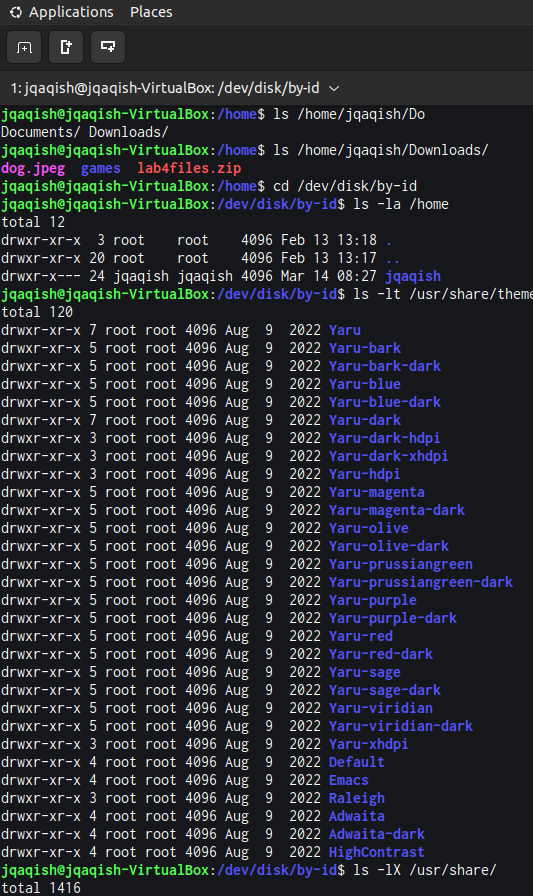 Applications Places
1: jqaqish@jqaqish-VirtualBox: /dev/disk/by-id
jqaqish@jqaqish-VirtualBox:/home$ ls /home/jqaqish/Do
Documents/ Downloads/
jqaqish@jqaqish-VirtualBox:/home$ ls /home/jqaqish/Downloads/
dog.jpeg  games  lab4files.zip
jqaqish@jqaqish-VirtualBox:/home$ cd /dev/disk/by-id
jqaqish@jqaqish-VirtualBox:/dev/disk/by-id$ ls -la /home
total 12
drwxr-xr-x  3 root    root    4096 Feb 13 13:18 .
drwxr-xr-x 20 root    root    4096 Feb 13 13:17 ..
drwxr-x--- 24 jqaqish jqaqish 4096 Mar 14 08:27 jqaqish
jqaqish@jqaqish-VirtualBox:/dev/disk/by-id$ ls -lt /usr/share/theme
total 120
drwxr-xr-x 7 root root 4096 Aug  9  2022 Yaru
drwxr-xr-x 5 root root 4096 Aug  9  2022 Yaru-bark
drwxr-xr-x 5 root root 4096 Aug  9  2022 Yaru-bark-dark
drwxr-xr-x 5 root root 4096 Aug  9  2022 Yaru-blue
drwxr-xr-x 5 root root 4096 Aug  9  2022 Yaru-blue-dark
drwxr-xr-x 7 root root 4096 Aug  9  2022 Yaru-dark
drwxr-xr-x 3 root root 4096 Aug  9  2022 Yaru-dark-hdpi
drwxr-xr-x 3 root root 4096 Aug  9  2022 Yaru-dark-xhdpi
drwxr-xr-x 3 root root 4096 Aug  9  2022 Yaru-hdpi
drwxr-xr-x 5 root root 4096 Aug  9  2022 Yaru-magenta
drwxr-xr-x 5 root root 4096 Aug  9  2022 Yaru-magenta-dark
drwxr-xr-x 5 root root 4096 Aug  9  2022 Yaru-olive
drwxr-xr-x 5 root root 4096 Aug  9  2022 Yaru-olive-dark
drwxr-xr-x 5 root root 4096 Aug  9  2022 Yaru-prussiangreen
drwxr-xr-x 5 root root 4096 Aug  9  2022 Yaru-prussiangreen-dark
drwxr-xr-x 5 root root 4096 Aug  9  2022 Yaru-purple
drwxr-xr-x 5 root root 4096 Aug  9  2022 Yaru-purple-dark
drwxr-xr-x 5 root root 4096 Aug  9  2022 Yaru-red
drwxr-xr-x 5 root root 4096 Aug  9  2022 Yaru-red-dark
drwxr-xr-x 5 root root 4096 Aug  9  2022 Yaru-sage
drwxr-xr-x 5 root root 4096 Aug  9  2022 Yaru-sage-dark
drwxr-xr-x 5 root root 4096 Aug  9  2022 Yaru-viridian
drwxr-xr-x 5 root root 4096 Aug  9  2022 Yaru-viridian-dark
drwxr-xr-x 3 root root 4096 Aug  9  2022 Yaru-xhdpi
drwxr-xr-x 4 root root 4096 Aug  9  2022 Default
drwxr-xr-x 4 root root 4096 Aug  9  2022 Emacs
drwxr-xr-x 3 root root 4096 Aug  9  2022 Raleigh
drwxr-xr-x 4 root root 4096 Aug  9  2022 Adwaita
drwxr-xr-x 4 root root 4096 Aug  9  2022 Adwaita-dark
drwxr-xr-x 4 root root 4096 Aug  9  2022 HighContrast
jqaqish@jqaqish-VirtualBox:/dev/disk/by-id$ ls -lX /usr/share/
total 1416